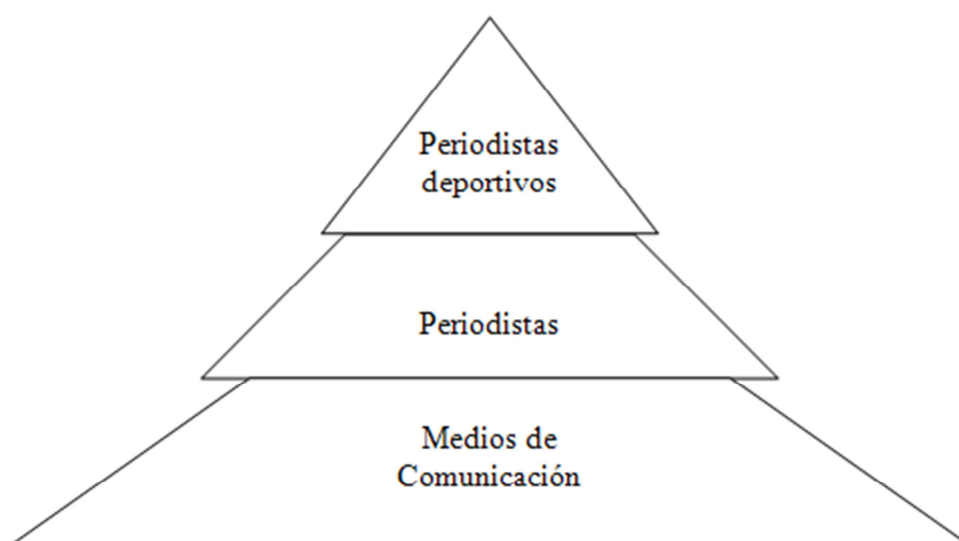 Periodistas
deportivos
Periodistas
Medios de
Comunicación